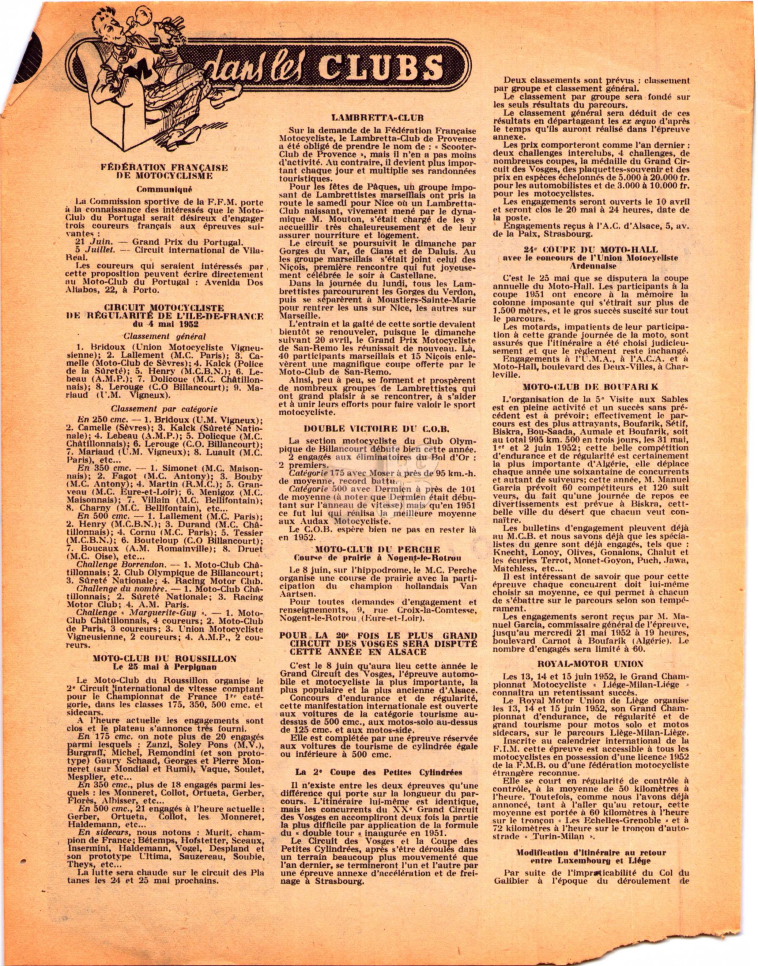 dans les CLUBS
M
FÉDÉRATION FRANÇAISE
DE MOTOCYCLISME
Communiqué
La Commission sportive de la F.F.M. porte
à la connaissance des intéressés que le Moto-
Club du Portugal serait désireux d'engager
trois coureurs français aux épreuves sui-
vantes :
21 Juin. — Grand Prix du Portugal.
5 Juillet. — Circuit international de Vila-
Real.
Les coureurs qui seraient intéressés par
cette proposition peuvent écrire directement
au Moto-Club du Portugal : Avenida Dos
Aliabos, 22, à Porto.
CIRCUIT MOTOCYCLISTE
DE RÉGULARITÉ DE L'ILE-DE-FRANCE
du 4 mai 1952
Classement général
1. Bridoux (Union Motocycliste Vigneu-
sienne); 2. Lallement (M.C. Paris); 3. Ca-
melle (Moto-Club de Sèvres); 4. Kalck (Police
de la Sûreté); 5. Henry (M.C.B.N.); 6. Le-
beau (A.M.P.); 7. Dolicque (M.C. Châtillon-
nais); 8. Lerouge (C.O Billancourt); 9. Ma-
riaud (U.M. Vigneux).
Classement par catégorie
En 250 cmc. — 1. Bridoux (U.M. Vigneux);
2. Camelle (Sèvres); 3. Kalck (Sûreté Natio-
nale); 4. Lebeau (A.M.P.); 5. Dolicque (M.C.
Châtillonnais); 6. Lerouge (C.O. Billancourt);
7. Mariaud (U.M. Vigneux); 8. Luault (M.C.
Paris), etc...
En 350 cmc. — 1. Simonet (M.C. Maison-
nais); 2. Fagot (M.C. Antony); 3. Bouby
(M.C. Antony); 4. Martin (R.M.C.); 5. Gran-
veau (M.C. Eure-et-Loir); 6. Menigoz (M.C.
Maisonnais); 7. Villain (M.C. Bellifontain);
8. Charny (M.C. Bellifontain), etc...
En 500 cmc. — 1. Lallement (M.C. Paris);
2. Henry (M.C.B.N.); 3. Durand (M.C. Châ-
tillonnais); 4. Cornu (M.C. Paris); 5. Tessier
(M.C.B.N.); 6. Bouteloup (C.O Billancourt);
7. Boucaux (A.M. Romainville); 8. Druet
(M.C. Oise), etc...
Challenge Borrendon. — 1. Moto-Club Châ-
tillonnais; 2. Club Olympique de Billancourt;
3. Sûreté Nationale; 4. Racing Motor Club.
Challenge du nombre. — 1. Moto-Club Châ-
tillonnais; 2. Sûreté Nationale; 3. Racing
Motor Club; 4. A.M. Paris.
Challenge « Marguerite-Guy ». — 1. Moto-
Club Châtillonnais, 4 coureurs; 2. Moto-Club
de Paris, 3 coureurs; 3. Union Motocycliste
Vigneusienne, 2 coureurs; 4. A.M.P., 2 cou-
reurs.
MOTO-CLUB DU ROUSSILLON
Le 25 mai à Perpignan
Le Moto-Club du Roussillon organise le
2e Circuit international de vitesse comptant
pour le Championnat de France 1re caté-
gorie, dans les classes 175, 350, 500 cmc. et
sidecars.
A l'heure actuelle les engagements sont
clos et le plateau s'annonce très fourni.
En 175 cmc. on note plus de 20 engagés
parmi lesquels : Zanzi, Soley Pons (M.V.),
Burgraff, Michel, Remondini (et son proto-
type) Gaury Schaad, Georges et Pierre Mon-
neret (sur Mondial et Rumi), Vaque, Soulet,
Mesplier, etc...
En 350 cmc., plus de 18 engagés parmi les-
quels : les Monneret, Collot, Ortueta, Gerber,
Florès, Albisser, etc...
En 500 cmc., 21 engagés à l'heure actuelle :
Gerber, Ortueta, Collot, les Monneret,
Haldemann, etc...
En sidecars, nous notons : Murit, cham-
pion de France; Bétemps, Hofstetter, Sceaux,
Insermini, Haldemann, Vogel, Despland et
son prototype Ultima, Sauzereau, Soubie,
Theys, etc...
La lutte sera chaude sur le circuit des Pla
tanes les 24 et 25 mai prochains.
LAMBRETTA-CLUB
Sur la demande de la Fédération Française
Motocycliste, le Lambretta-Club de Provence
a été obligé de prendre le nom de : « Scooter-
Club de Provence », mais il n'en a pas moins
d'activité. Au contraire, il devient plus impor-
tant chaque jour et multiplie ses randonnées
touristiques.
Pour les fêtes de Pâques, un groupe impo-
sant de Lambrettistes marseillais ont pris la
route le samedi pour Nice où un Lambretta-
Club naissant, vivement mené par le dyna-
mique M. Mouton, s'était chargé de les y
accueillir très chaleureusement et de leur
assurer nourriture et logement.
Le circuit se poursuivit le dimanche par
Gorges du Var, de Cians et de Daluis. Au
les groupe marseillais s'était joint celui des
Niçois, première rencontre qui fut joyeuse-
ment célébrée le soir à Castellane.
Dans la journée du lundi, tous les Lam-
brettistes parcoururent les Gorges du Verdon,
puis se séparèrent à Moustiers-Sainte-Marie
pour rentrer les uns sur Nice, les autres sur
Marseille.
L'entrain et la gaîté de cette sortie devaient
bientôt se renouveler, puisque le dimanche
suivant 20 avril, le Grand Prix Motocycliste
de San-Remo les réunissait de nouveau. Là,
40 participants marseillais et 15 Niçois enle-
vèrent une magnifique coupe offerte par le
Moto-Club de San-Remo.
Ainsi, peu à peu, se forment et prospèrent
de nombreux groupes de Lambrettistes qui
ont grand plaisir à se rencontrer, à s'aider
et à unir leurs efforts pour faire valoir le sport
motocycliste.
DOUBLE VICTOIRE DU C.O.B.
La section motocycliste du Club Olym-
pique de Billancourt débute bien cette année.
2 engagés aux éliminatoires du Bol d'Or ;
2 premiers.
Catégorie 175 avec Moser à près de 95 km.-h.
de moyenne, record battu.
Catégorie 500 avec Dermien à près de 101
de moyenne (à noter que Dermien était débu-
tant sur l'anneau de vitesse) mais qu'en 1951
ce fut lui qui réalisa la meilleure moyenne
aux Audax Motocycliste.
Le C.O.B. espère bien ne pas en rester là
en 1952.
MOTO-CLUB DU PERCHE
Course de prairie à Nogent-le-Rotrou
Le 8 juin, sur l'hippodrome, le M.C. Perche
organise une course de prairie avec la parti-
cipation du champion hollandais Van
Aartsen.
Pour toutes demandes d'engagement et
renseignements, 9, rue Croix-la-Comtesse,
Nogent-le-Rotrou (Eure-et-Loir).
POUR LA 20e FOIS LE PLUS GRAND
CIRCUIT DES VOSGES SERA DISPUTÉ
CETTE ANNÉE EN ALSACE
C'est le 8 juin qu'aura lieu cette année le
Grand Circuit des Vosges, l'épreuve automo-
bile et motocycliste la plus importante, la
plus populaire et la plus ancienne d'Alsace.
Concours d'endurance et de régularité,
cette manifestation internationale est ouverte
aux voitures de la catégorie tourisme au-
dessus de 500 cmc., aux motos-solo au-dessus
de 125 cmc. et aux motos-side.
Elle est complétée par une épreuve réservée
aux voitures de tourisme de cylindrée égale
ou inférieure à 500 cmc.
La 2e Coupe des Petites Cylindrées
Il n'existe entre les deux épreuves qu'une
différence qui porte sur la longueur du par-
cours. L'itinéraire lui-même est identique,
mais les concurrents du XXe Grand Circuit
des Vosges en accompliront deux fois la partie
la plus difficile par application de la formule
du « double tour » inaugurée en 1951.
Le Circuit des Vosges et la Coupe des
Petites Cylindrées, après s'être déroulés dans
un terrain beaucoup plus mouvementé que
l'an dernier, se termineront l'un et l'autre par
une épreuve annexe d'accélération et de frei-
nage à Strasbourg.
Deux classements sont prévus : classement
par groupe et classement général.
Le classement par groupe sera fondé sur
les seuls résultats du parcours.
Le classement général sera déduit de ces
résultats en départageant les ex æquo d'après
le temps qu'ils auront réalisé dans l'épreuve
annexe.
Les prix comporteront comme l'an dernier :
deux challenges interclubs, 4 challenges, de
nombreuses coupes, la médaille du Grand Cir-
cuit des Vosges, des plaquettes-souvenir et des
prix en espèces échelonnés de 5.000 à 20.000 fr.
pour les automobilistes et de 3.000 à 10.000 fr.
pour les motocyclistes.
Les engagements seront ouverts le 10 avril
et seront clos le 20 mai à 24 heures, date de
la poste.
Engagements reçus à l'A.C. d'Alsace, 5, av.
de la Paix, Strasbourg.
24e COUPE DU MOTO-HALL
avec le concours de l'Union Motocycliste
Ardennaise
C'est le 25 mai que se disputera la coupe
annuelle du Moto-Hall. Les participants à la
coupe 1951 ont encore à la mémoire la
colonne imposante qui s'étirait sur plus de
1.500 mètres, et le gros succès suscité sur tout
le parcours.
Les motards, impatients de leur participa-
tion à cette grande journée de la moto, sont
assurés que l'itinéraire a été choisi judicieu-
sement et que le règlement reste inchangé.
Engagements à l'U.M.A., à l'A.C.A. et à
Moto-Hall, boulevard des Deux-Villes, à Char-
leville.
MOTO-CLUB DE BOUFARIK
L'organisation de la 5e Visite aux Sables
est en pleine activité et un succès sans pré-
cédent est à prévoir; effectivement le par-
cours est des plus attrayants, Boufarik, Sétif,
Biskra, Bou-Saada, Aumale et Boufarik, soit
au total 995 km. 500 en trois jours, les 31 mai,
1er et 2 juin 1952; cette belle compétition
d'endurance et de régularité est certainement
la plus importante d'Algérie, elle déplace
chaque année une soixantaine de concurrents
et autant de suiveurs; cette année, M. Manuel
Garcia prévoit 60 compétiteurs et 120 suit
veurs, du fait qu'une journée de repos ee
divertissements est prévue à Biskra, cett-
belle ville du désert que chacun veut con-
naître.
Les bulletins d'engagement pleuvent déjà
au M.C.B. et nous savons déjà que les spécia-
listes du genre sont déjà engagés, tels que :
Knecht, Lonoy, Olives, Gonalons, Chalut et
les écuries Terrot, Monet-Goyon, Puch, Jawa,
Matchless, etc...
Il est intéressant de savoir que pour cette
épreuve chaque concurrent doit lui-même
choisir sa moyenne, ce qui permet à chacun
de s'ébattre sur le parcours selon son tempé-
rament.
Les engagements seront reçus par M. Ma-
nuel Garcia, commissaire général de l'épreuve,
jusqu'au mercredi 21 mai 1952 à 19 heures,
boulevard Carnot à Boufarik (Algérie). Le
nombre d'engagés sera limité à 60.
ROYAL-MOTOR UNION
Les 13, 14 et 15 juin 1952, le Grand Cham-
pionnat Motocycliste « Liége-Milan-Liége »
connaîtra un retentissant succès.
Le Royal Motor Union de Liége organise
les 13, 14 et 15 juin 1952, son Grand Cham-
pionnat d'endurance, de régularité et de
grand tourisme pour motos solo et motos
sidecars, sur le parcours Liége-Milan-Liége.
Inscrite au calendrier international de la
F.I.M. cette épreuve est accessible à tous les
motocyclistes en possession d'une licence 1952
de la F.M.B. ou d'une fédération motocycliste
étrangère reconnue.
Elle se court en régularité de contrôle à
contrôle, à la moyenne de 50 kilomètres à
l'heure. Toutefois, comme nous l'avons déjà
annoncé, tant à l'aller qu'au retour, cette
moyenne est portée à 60 kilomètres à l'heure
sur le tronçon « Les Echelles-Grenoble » et à
72 kilomètres à l'heure sur le tronçon d'auto-
strade « Turin-Milan ».
Modification d'itinéraire au retour
entre Luxembourg et Liége
Par suite de l'impraticabilité du Col du
Galibier à l'époque du déroulement de